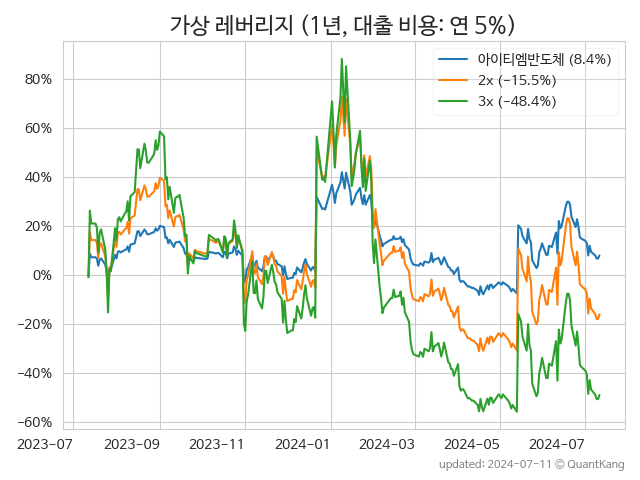 가상 레버리지 (1년, 대출 비용: 연 5%)
아이티엠반도체 (8.4%)
2x (−15.5%)
3x (−48.4%)
80%
60%
40%
20%
0%
−20%
−40%
−60%
2023-07 2023-09 2023-11 2024-01 2024-03 2024-05 2024-07
updated: 2024-07-11 © QuantKang